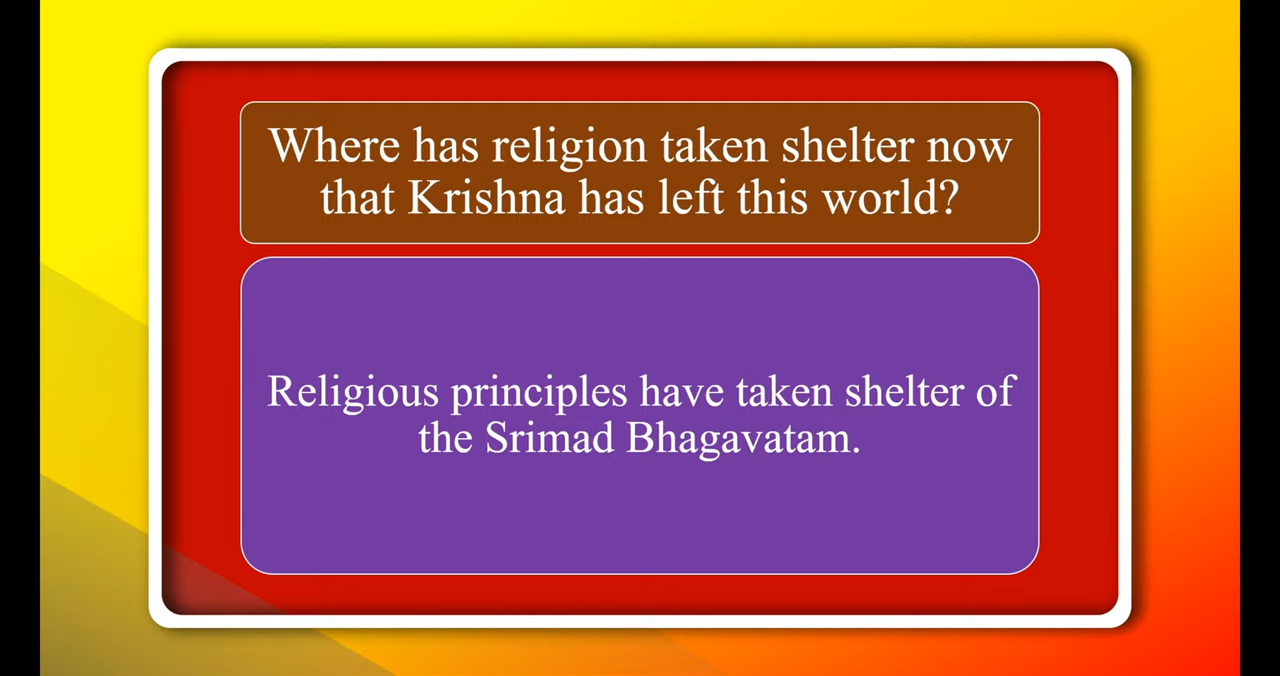 Where has religion taken shelter now
that Krishna has left this world?
Religious principles have taken shelter of
the Srimad Bhagavatam.